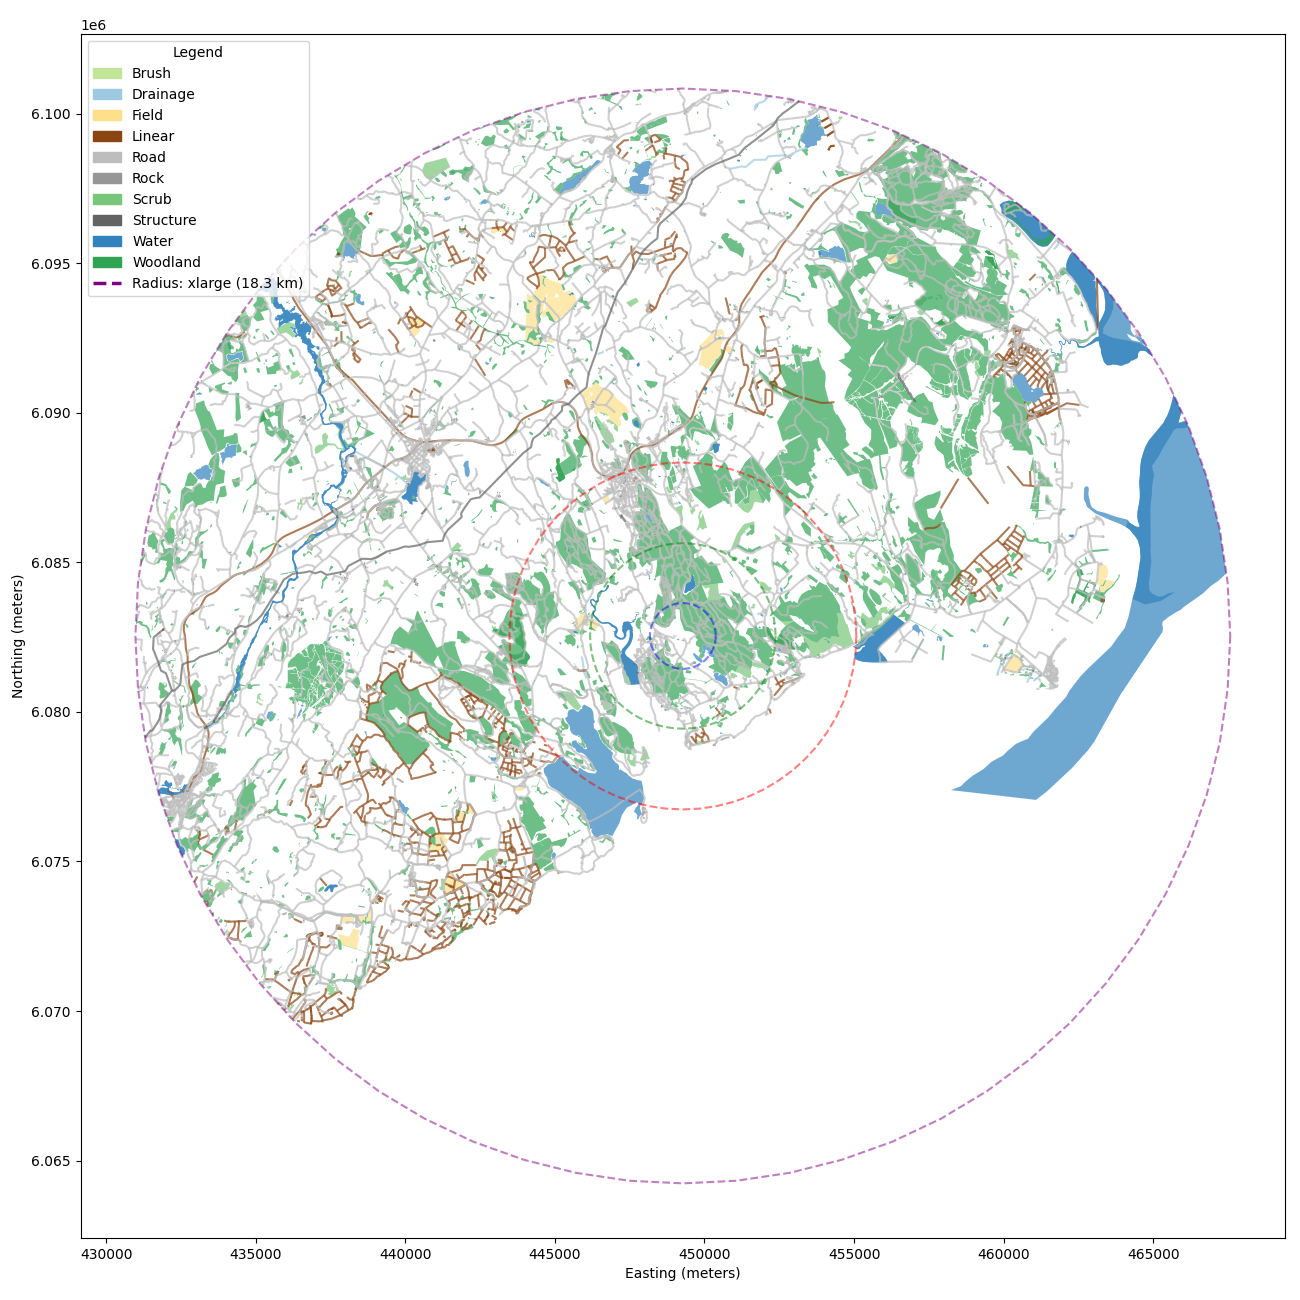 1e6
Legend
Brush
Drainage
Field
Linear
Road
Rock
Scrub
Structure
Water
Woodland
Radius: xlarge (18.3 km)
6.100
6.095
6.090
6.085
6.080
6.075
6.070
6.065
Northing (meters)
430000 435000 440000 445000 450000 455000 460000 465000
Easting (meters)